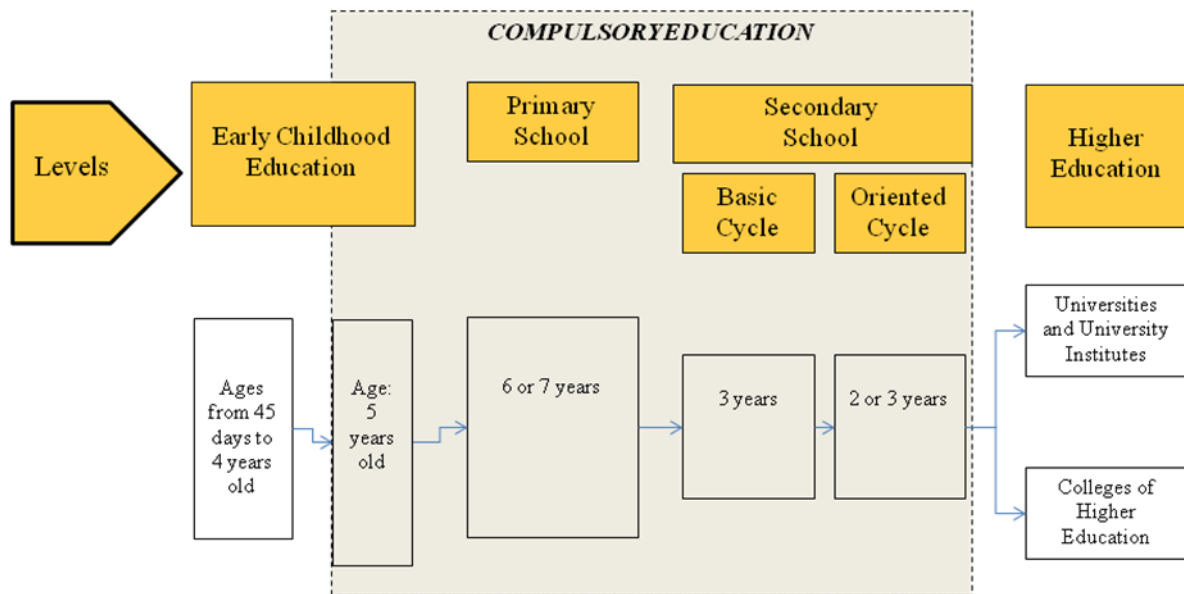 COMPULSORYEDUCATION
Levels
Early Childhood
Education
Primary
School
Secondary
School
Higher
Education
Basic
Cycle
Oriented
Cycle
Ages
from 45
days to
4 years
old
Age:
5
years
old
6 or 7 years
3 years
2 or 3 years
Universities
and University
Institutes
Colleges of
Higher
Education